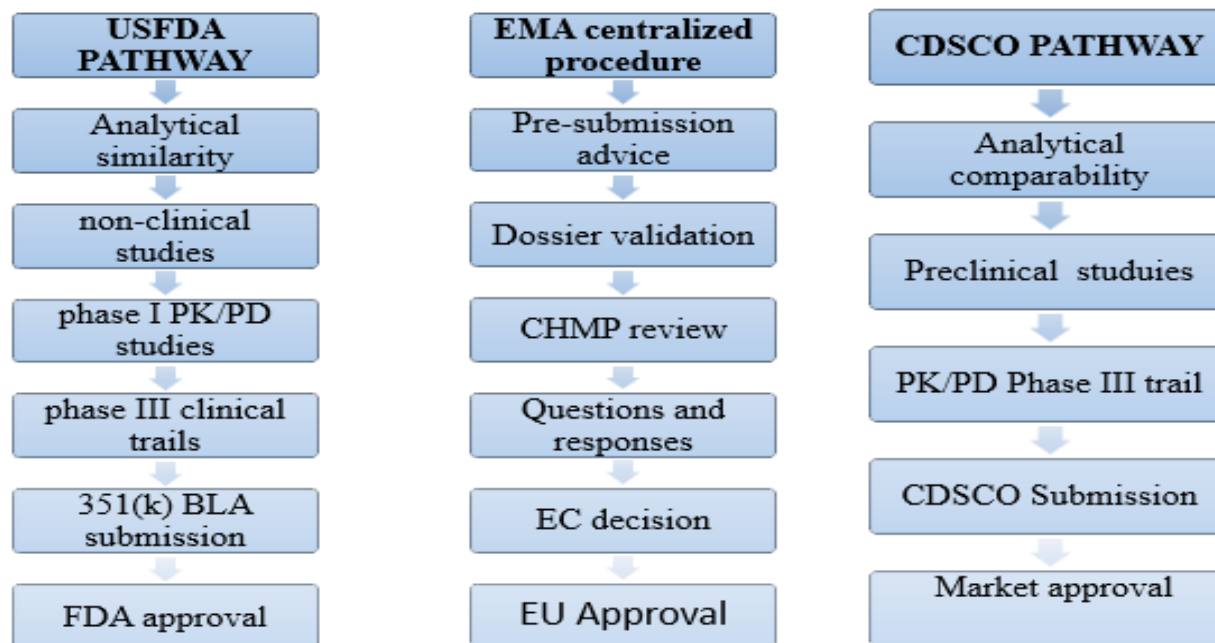 USFDA
PATHWAY
Analytical
similarity
non-clinical
studies
phase I PK/PD
studies
phase III clinical
trails
351(k) BLA
submission
FDA approval
EMA centralized
procedure
Pre-submission
advice
Dossier validation
CHMP review
Questions and
responses
EC decision
EU Approval
CDSCO PATHWAY
Analytical
comparability
Preclinical studuies
PK/PD Phase III trail
CDSCO Submission
Market approval